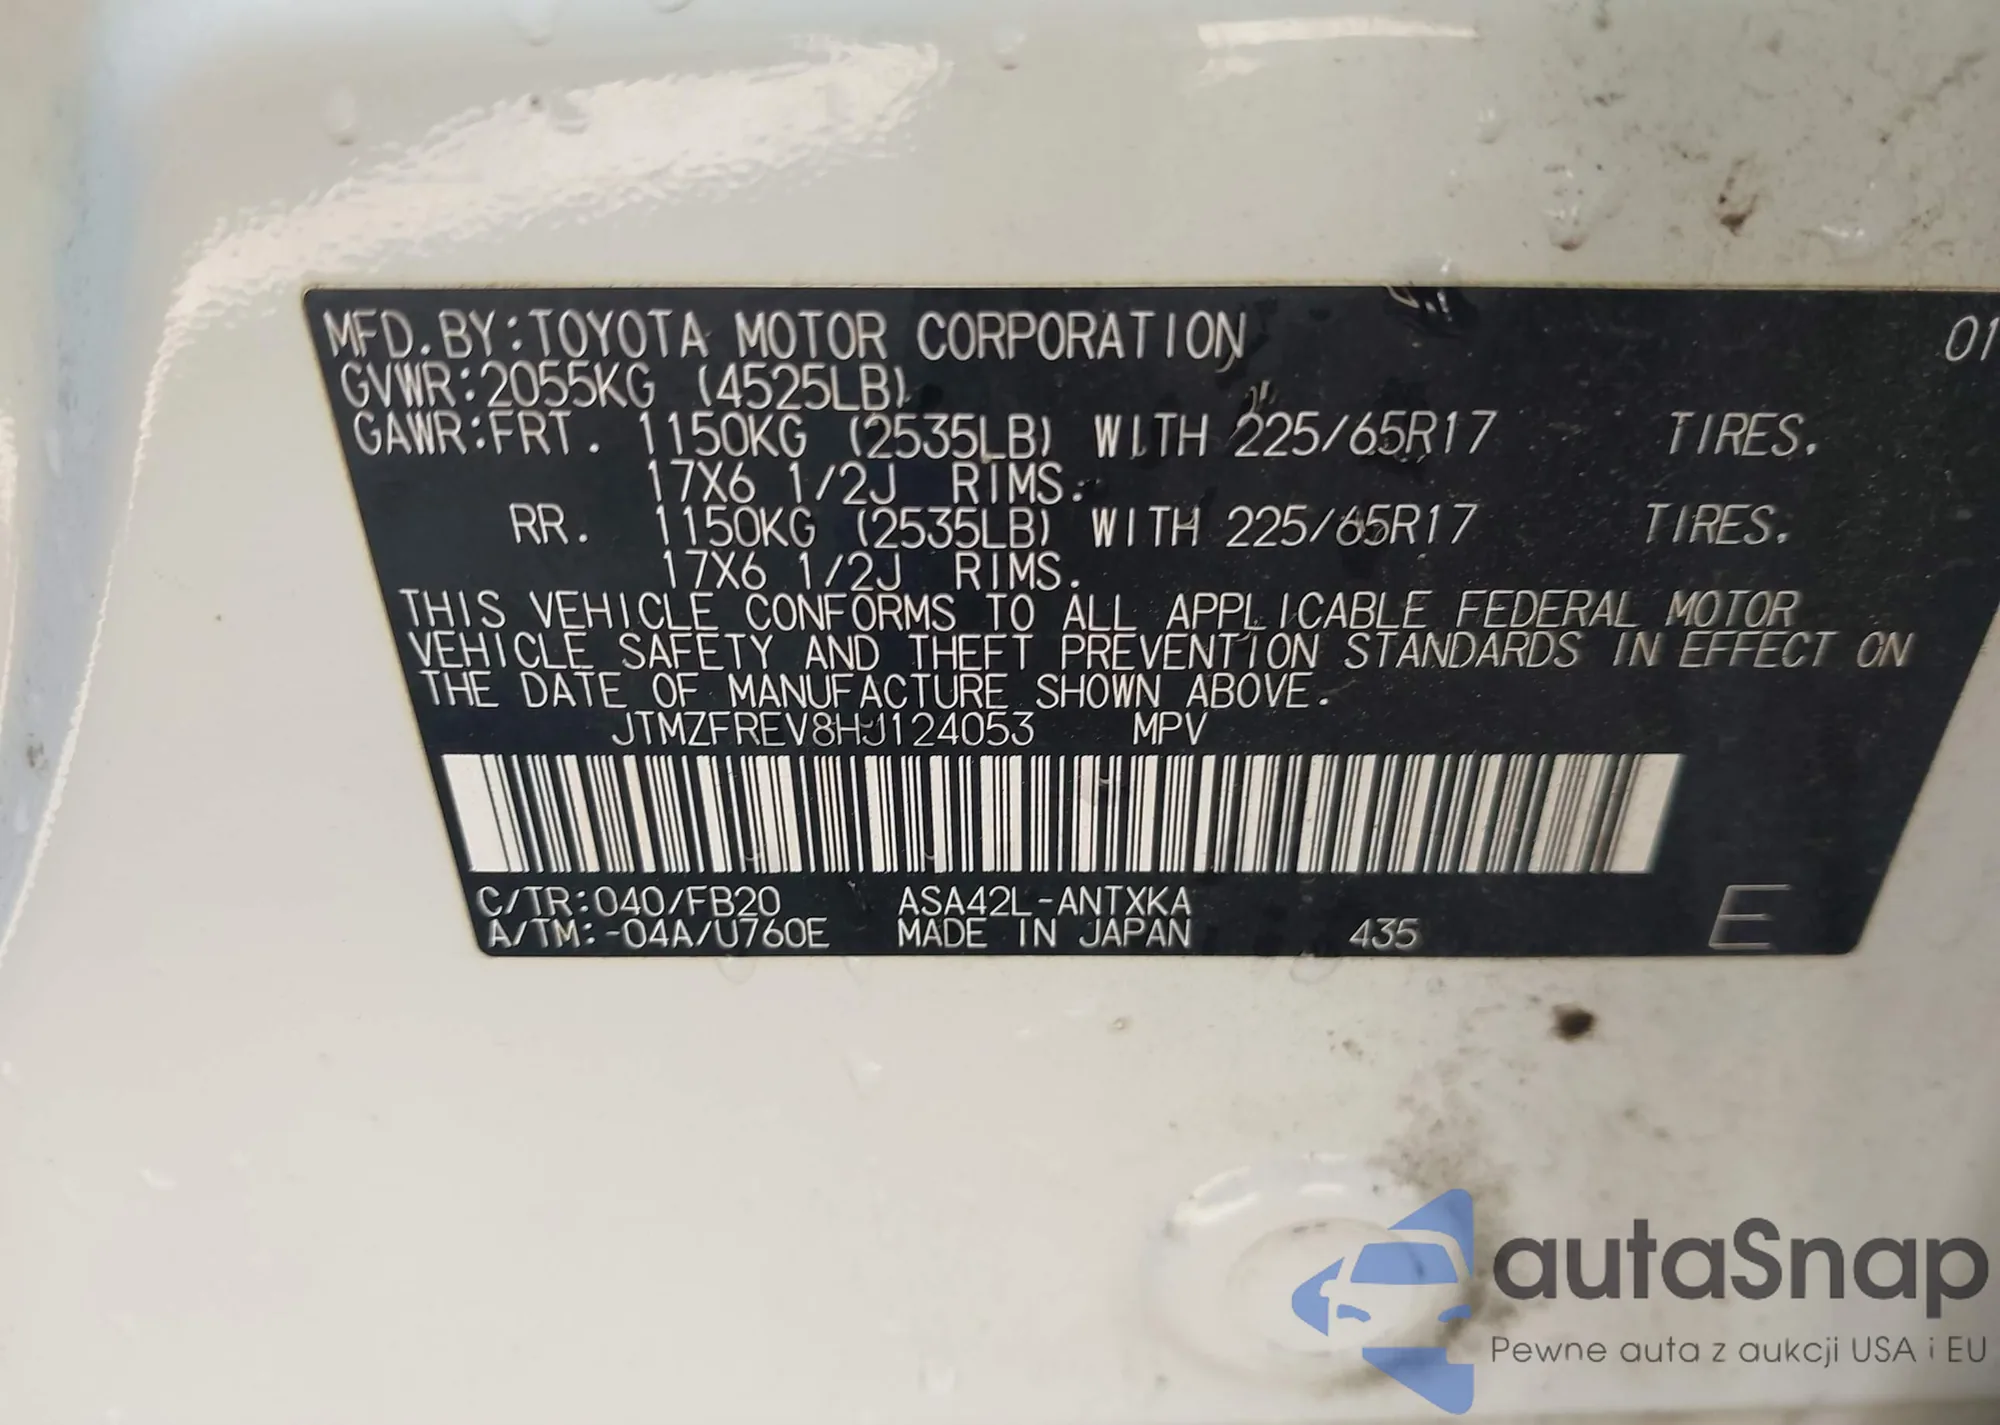 MFD. BY: TOYOTA MOTOR CORPORATION 01
GVWR: 2055KG (4525LB)
GAWR: FRT. 1150KG (2535LB) WITH 225/65R17 TIRES.
17X6 1/2J RIMS.
RR. 1150KG (2535LB) WITH 225/65R17 TIRES.
17X6 1/2J RIMS.
THIS VEHICLE CONFORMS TO ALL APPLICABLE FEDERAL MOTOR
VEHICLE SAFETY AND THEFT PREVENTION STANDARDS IN EFFECT ON
THE DATE OF MANUFACTURE SHOWN ABOVE.
JTMZFREV8HJ124053 MPV
C/TR: 040/FB20 ASA42L-ANTXKA
A/TM: -04A/U760E MADE IN JAPAN 435 E
autaSnap
Pewne auta z aukcji USA i EU